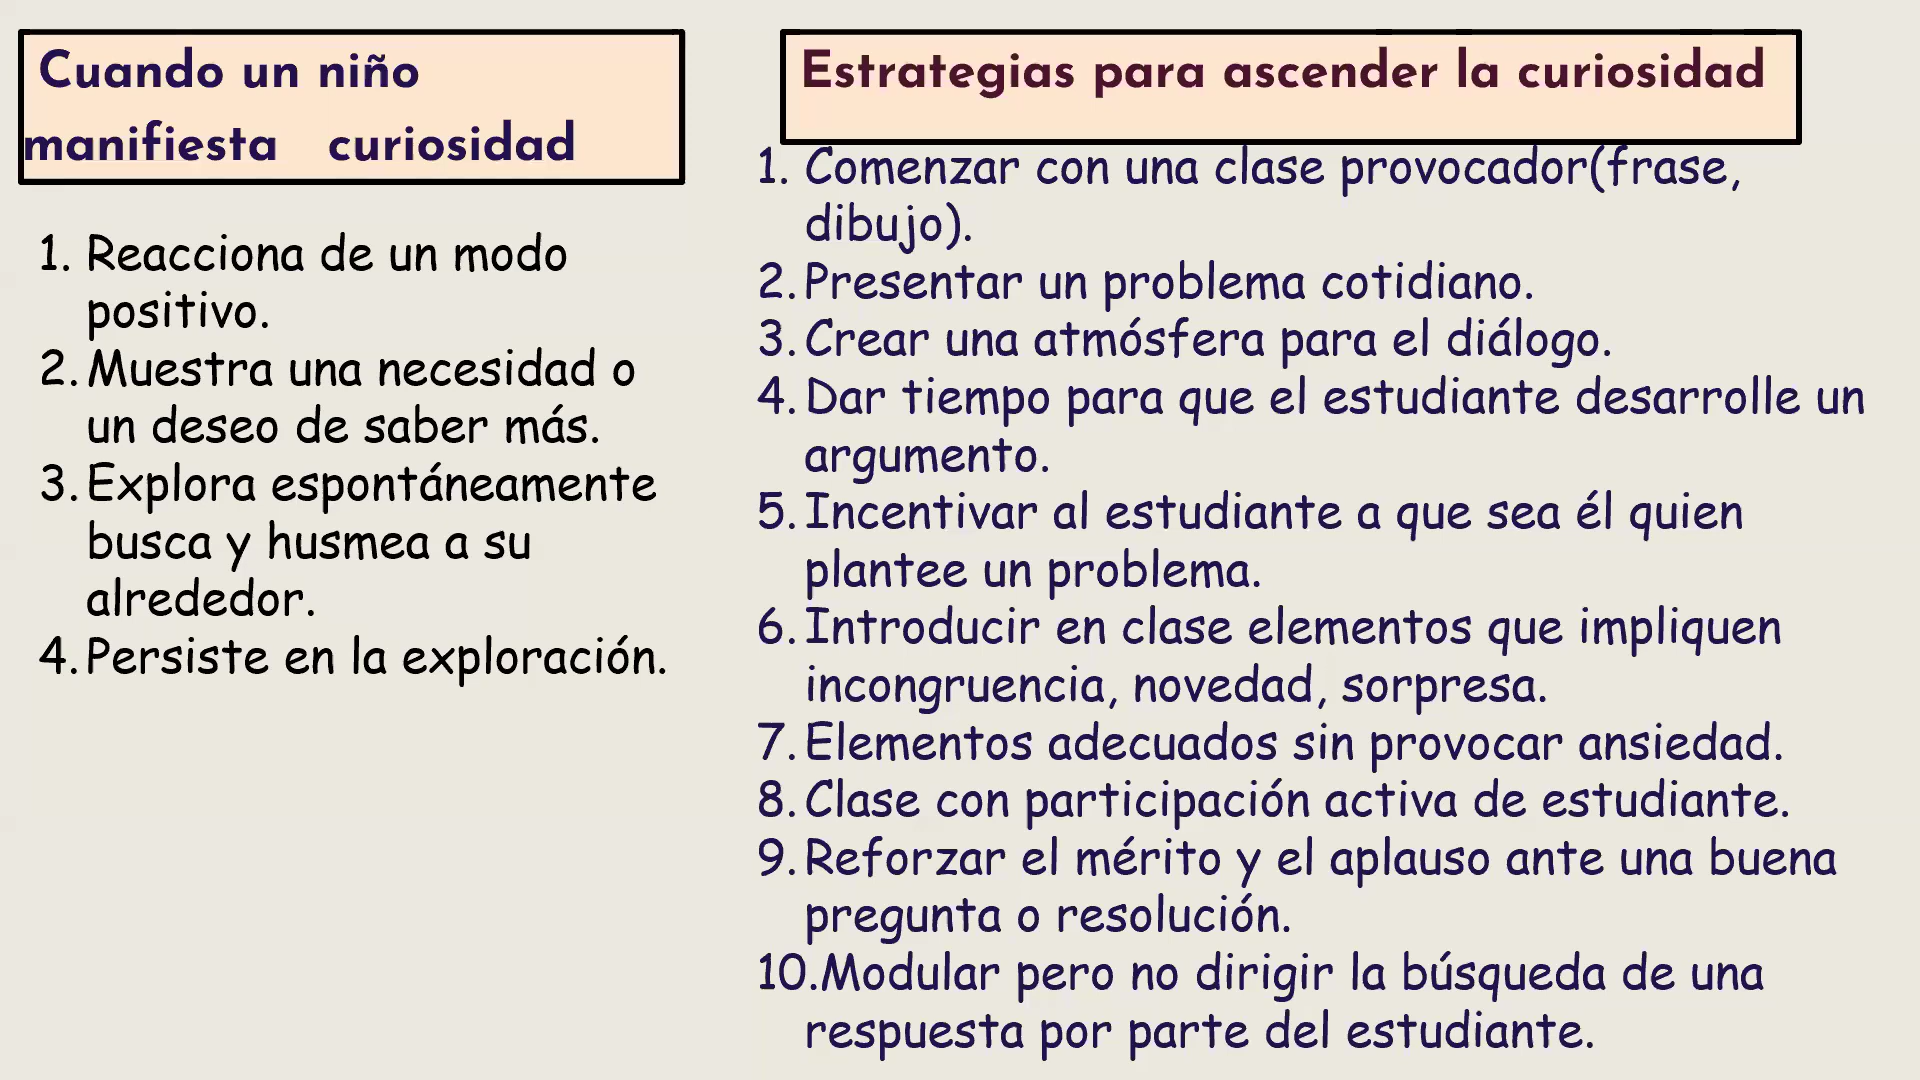 Cuando un niño
manifiesta curiosidad
1. Reacciona de un modo
positivo.
2. Muestra una necesidad o
un deseo de saber más.
3. Explora espontáneamente
busca y husmea a su
alrededor.
4. Persiste en la exploración.
Estrategias para ascender la curiosidad
1. Comenzar con una clase provocador(frase,
dibujo).
2. Presentar un problema cotidiano.
3. Crear una atmósfera para el diálogo.
4. Dar tiempo para que el estudiante desarrolle un
argumento.
5. Incentivar al estudiante a que sea él quien
plantee un problema.
6. Introducir en clase elementos que impliquen
incongruencia, novedad, sorpresa.
7. Elementos adecuados sin provocar ansiedad.
8. Clase con participación activa de estudiante.
9. Reforzar el mérito y el aplauso ante una buena
pregunta o resolución.
10.Modular pero no dirigir la búsqueda de una
respuesta por parte del estudiante.